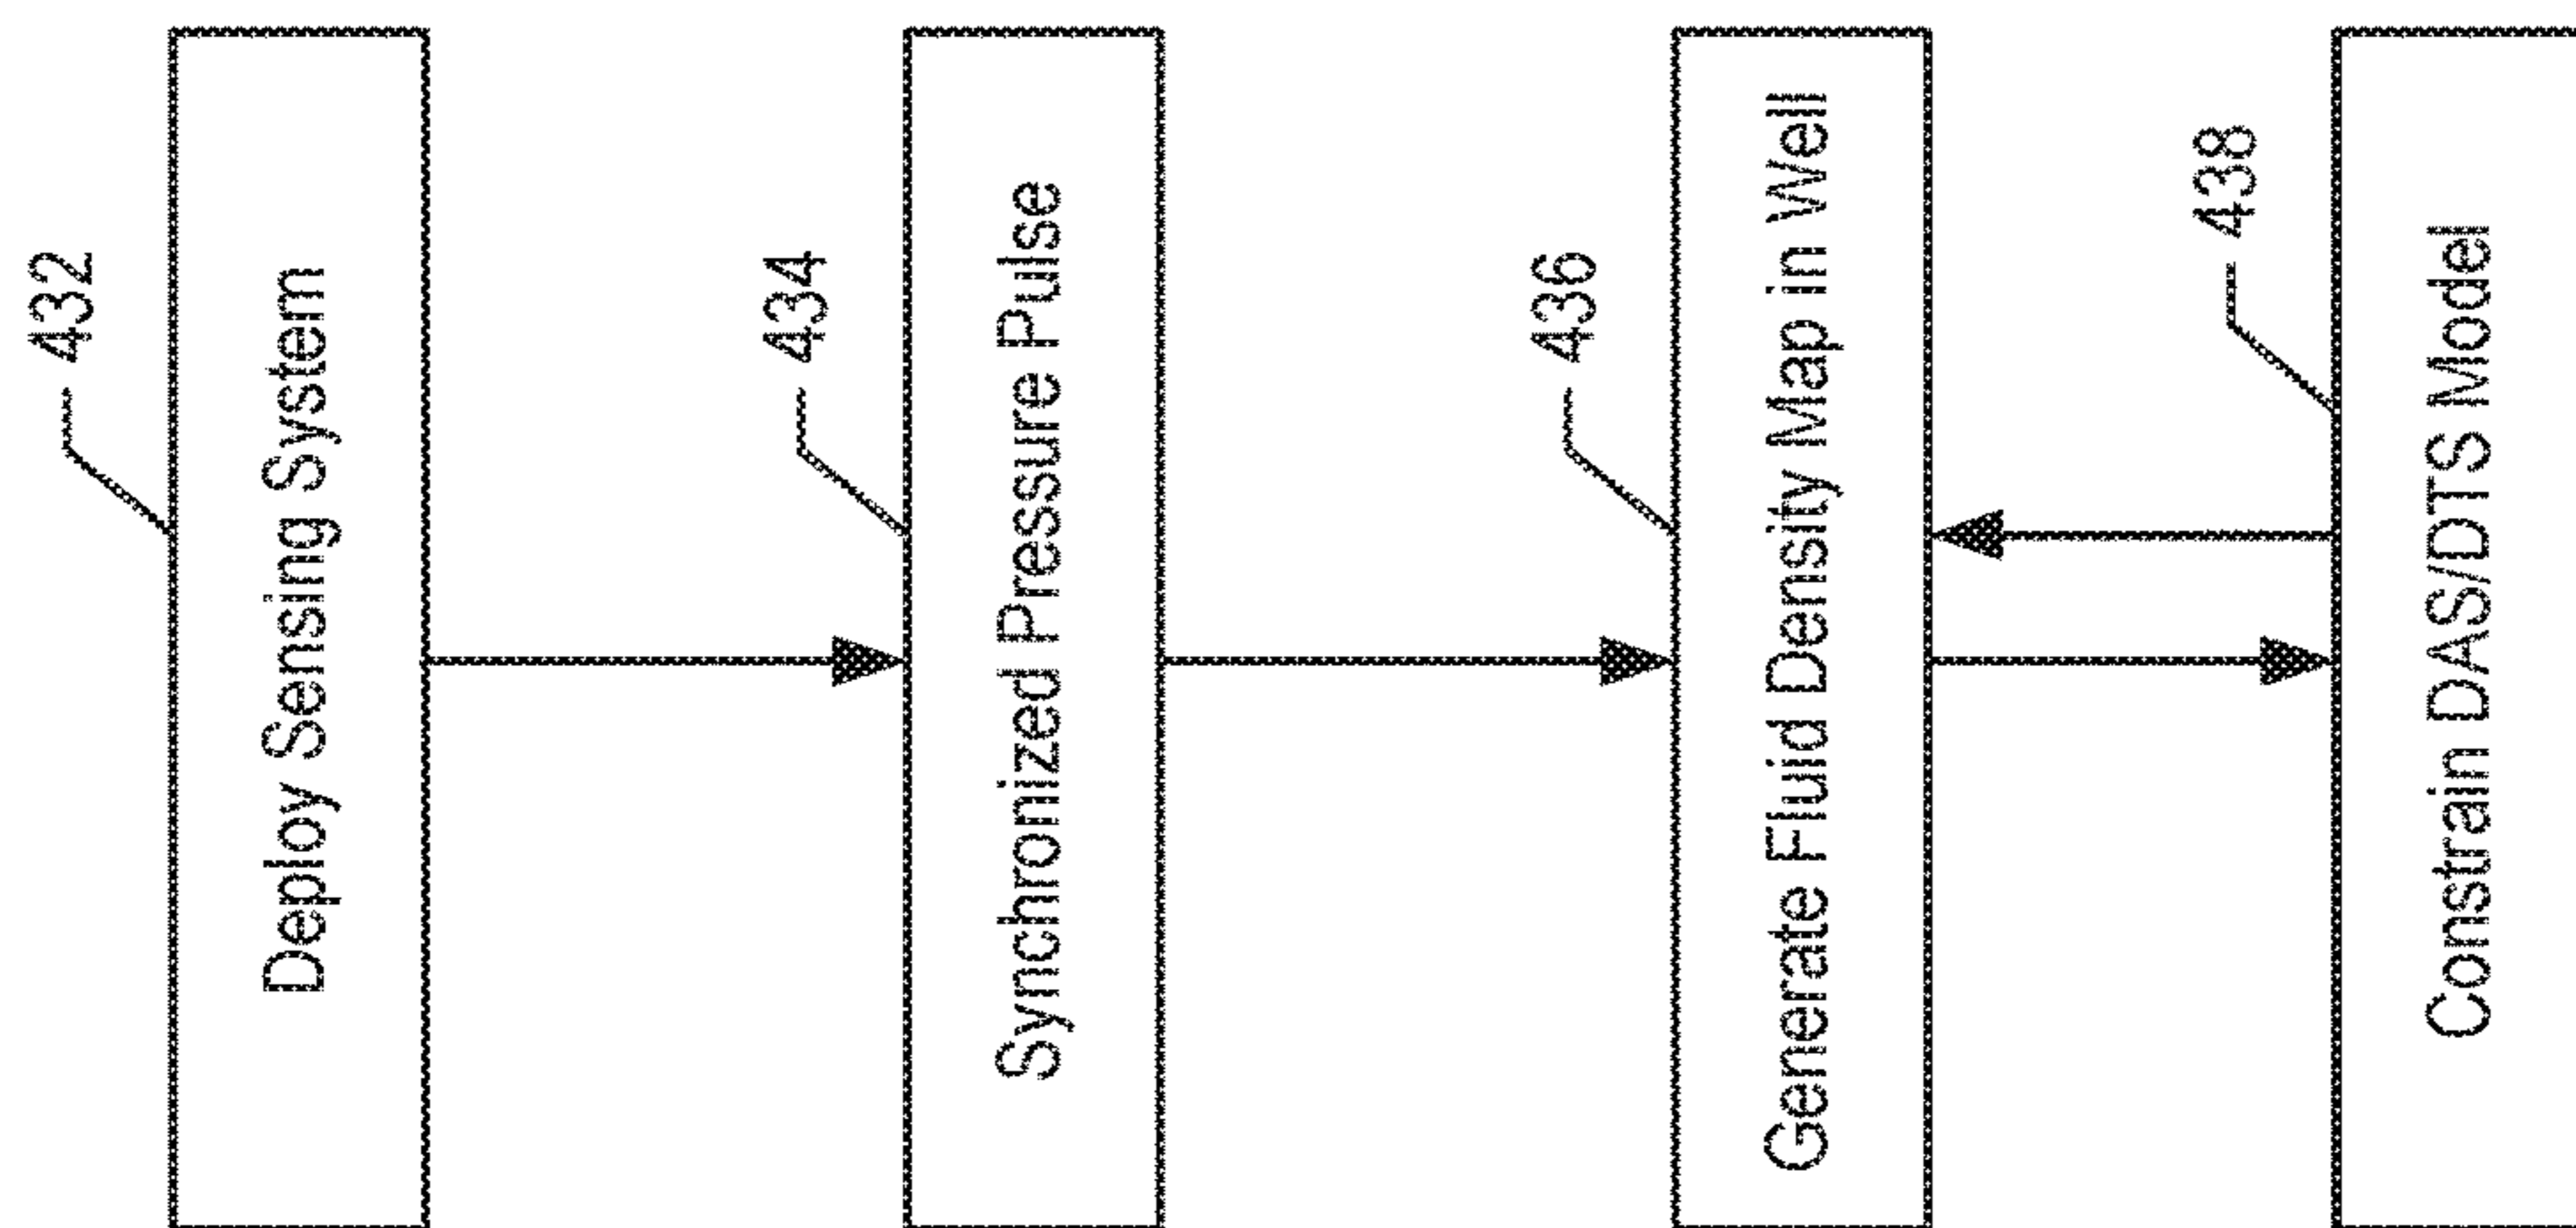 432
Deploy Sensing System
434
Synchronized Pressure Pulse
436
Generate Fluid Density Map in Well
438
Constrain DAS/DTS Model